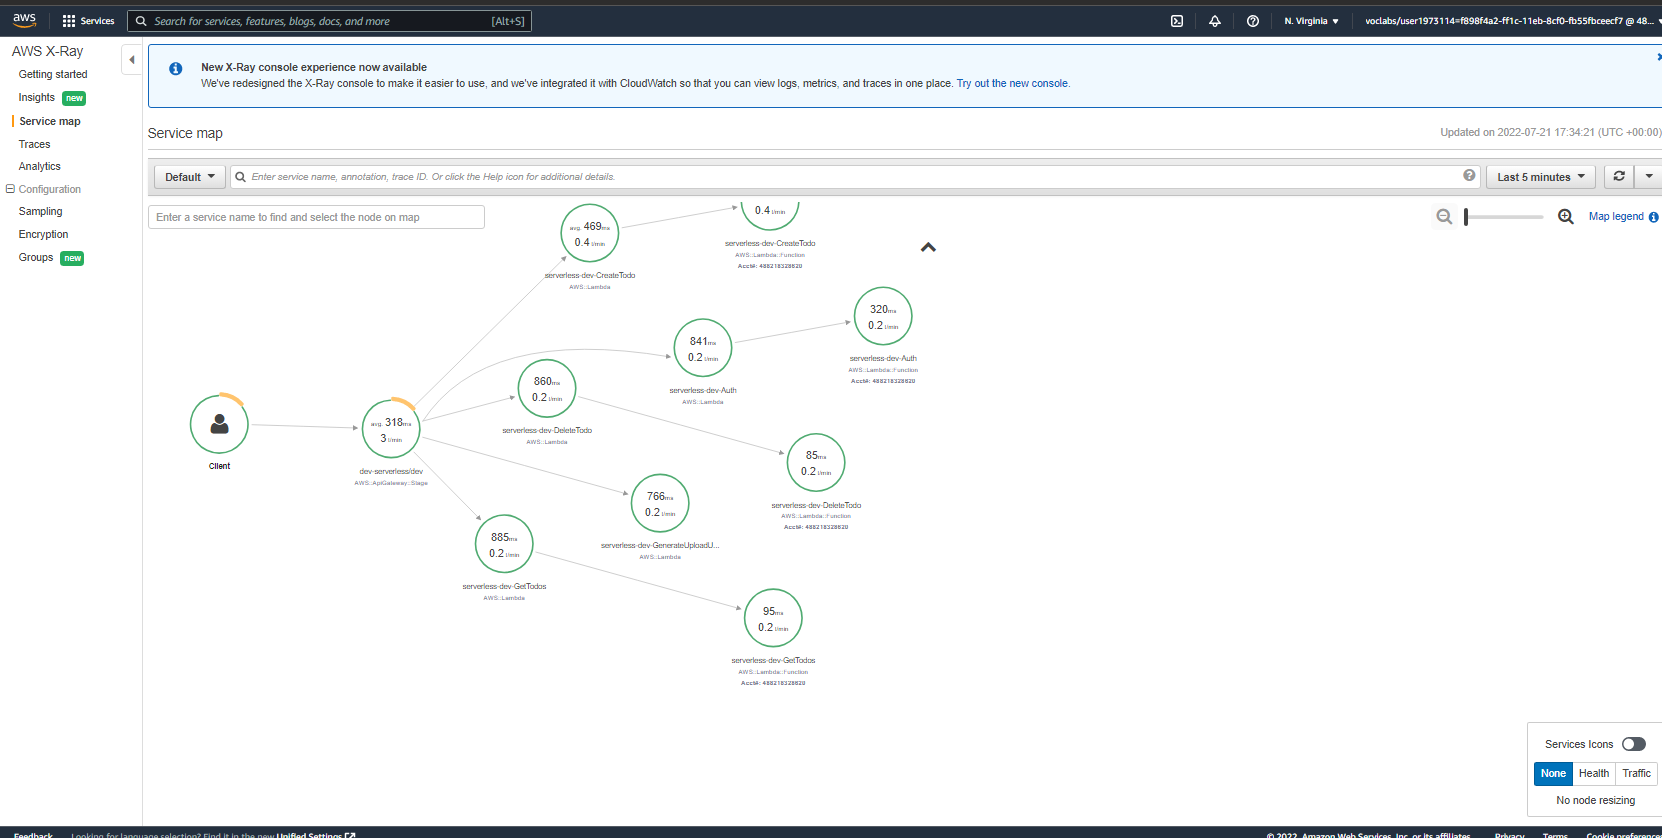 aws
Services
Search for services, features, blogs, docs, and more
[Alt+S]
N. Virginia
voclabs/user1973114=f898f4a2-ff1c-11eb-8cf0-fb55fbceecf7 @ 48...
AWS X-Ray
Getting started
Insights new
Service map
Traces
Analytics
Configuration
Sampling
Encryption
Groups new
New X-Ray console experience now available
We've redesigned the X-Ray console to make it easier to use, and we've integrated it with CloudWatch so that you can view logs, metrics, and traces in one place. Try out the new console.
Service map
Updated on 2022-07-21 17:34:21 (UTC +00:00)
Default
Enter service name, annotation, trace ID. Or click the Help icon for additional details.
Last 5 minutes
Enter a service name to find and select the node on map
Map legend
avg. 469ms
0.4 t/min
serverless-dev-CreateTodo
AWS::Lambda
0.4 t/min
serverless-dev-CreateTodo
AWS::Lambda::Function
Acct#: 488218328620
320ms
0.2 t/min
serverless-dev-Auth
AWS::Lambda::Function
Acct#: 488218328620
841ms
0.2 t/min
serverless-dev-Auth
AWS::Lambda
860ms
0.2 t/min
serverless-dev-DeleteTodo
AWS::Lambda
Client
avg. 318ms
3 t/min
dev-serverless/dev
AWS::ApiGateway::Stage
85ms
0.2 t/min
serverless-dev-DeleteTodo
AWS::Lambda::Function
Acct#: 488218328620
766ms
0.2 t/min
serverless-dev-GenerateUploadU...
AWS::Lambda
885ms
0.2 t/min
serverless-dev-GetTodos
AWS::Lambda
95ms
0.2 t/min
serverless-dev-GetTodos
AWS::Lambda::Function
Acct#: 488218328620
Services Icons
None Health Traffic
No node resizing
Feedback
Looking for language selection? Find it in the new Unified Settings
© 2022, Amazon Web Services, Inc. or its affiliates.
Privacy
Terms
Cookie preferences